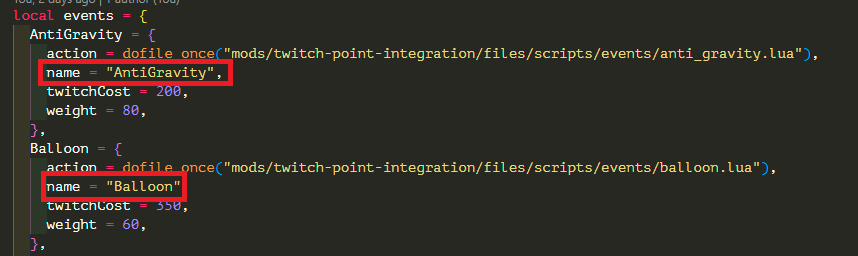 You, 2 days ago | 1 author (You)
local events = {
AntiGravity = {
action = dofile_once("mods/twitch-point-integration/files/scripts/events/anti_gravity.lua"),
name = "AntiGravity",
twitchCost = 200,
weight = 80,
},
Balloon = {
action = dofile_once("mods/twitch-point-integration/files/scripts/events/balloon.lua"),
name = "Balloon"
twitchCost = 350,
weight = 60,
},